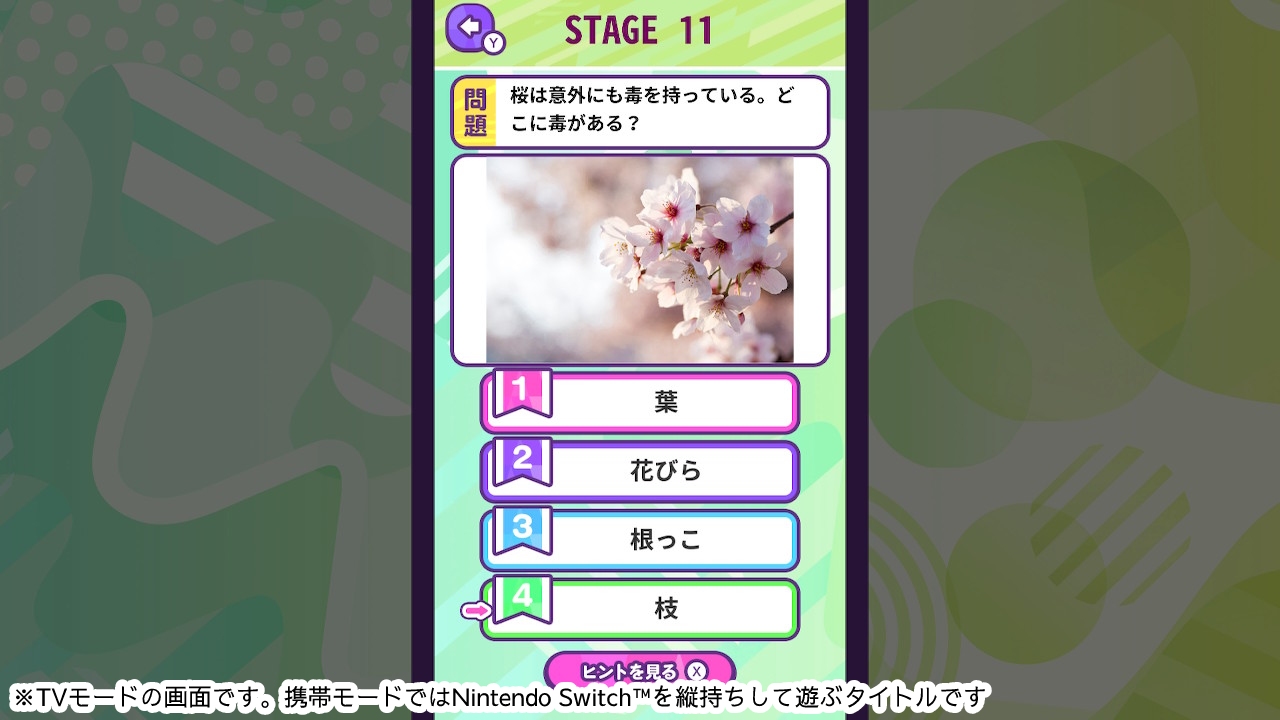 Y
STAGE 11
問題
桜は意外にも毒を持っている。ど
こに毒がある？
1
葉
2
花びら
3
根っこ
4
枝
ヒントを見る X
※TVモードの画面です。携帯モードではNintendo Switch™を縦持ちして遊ぶタイトルです